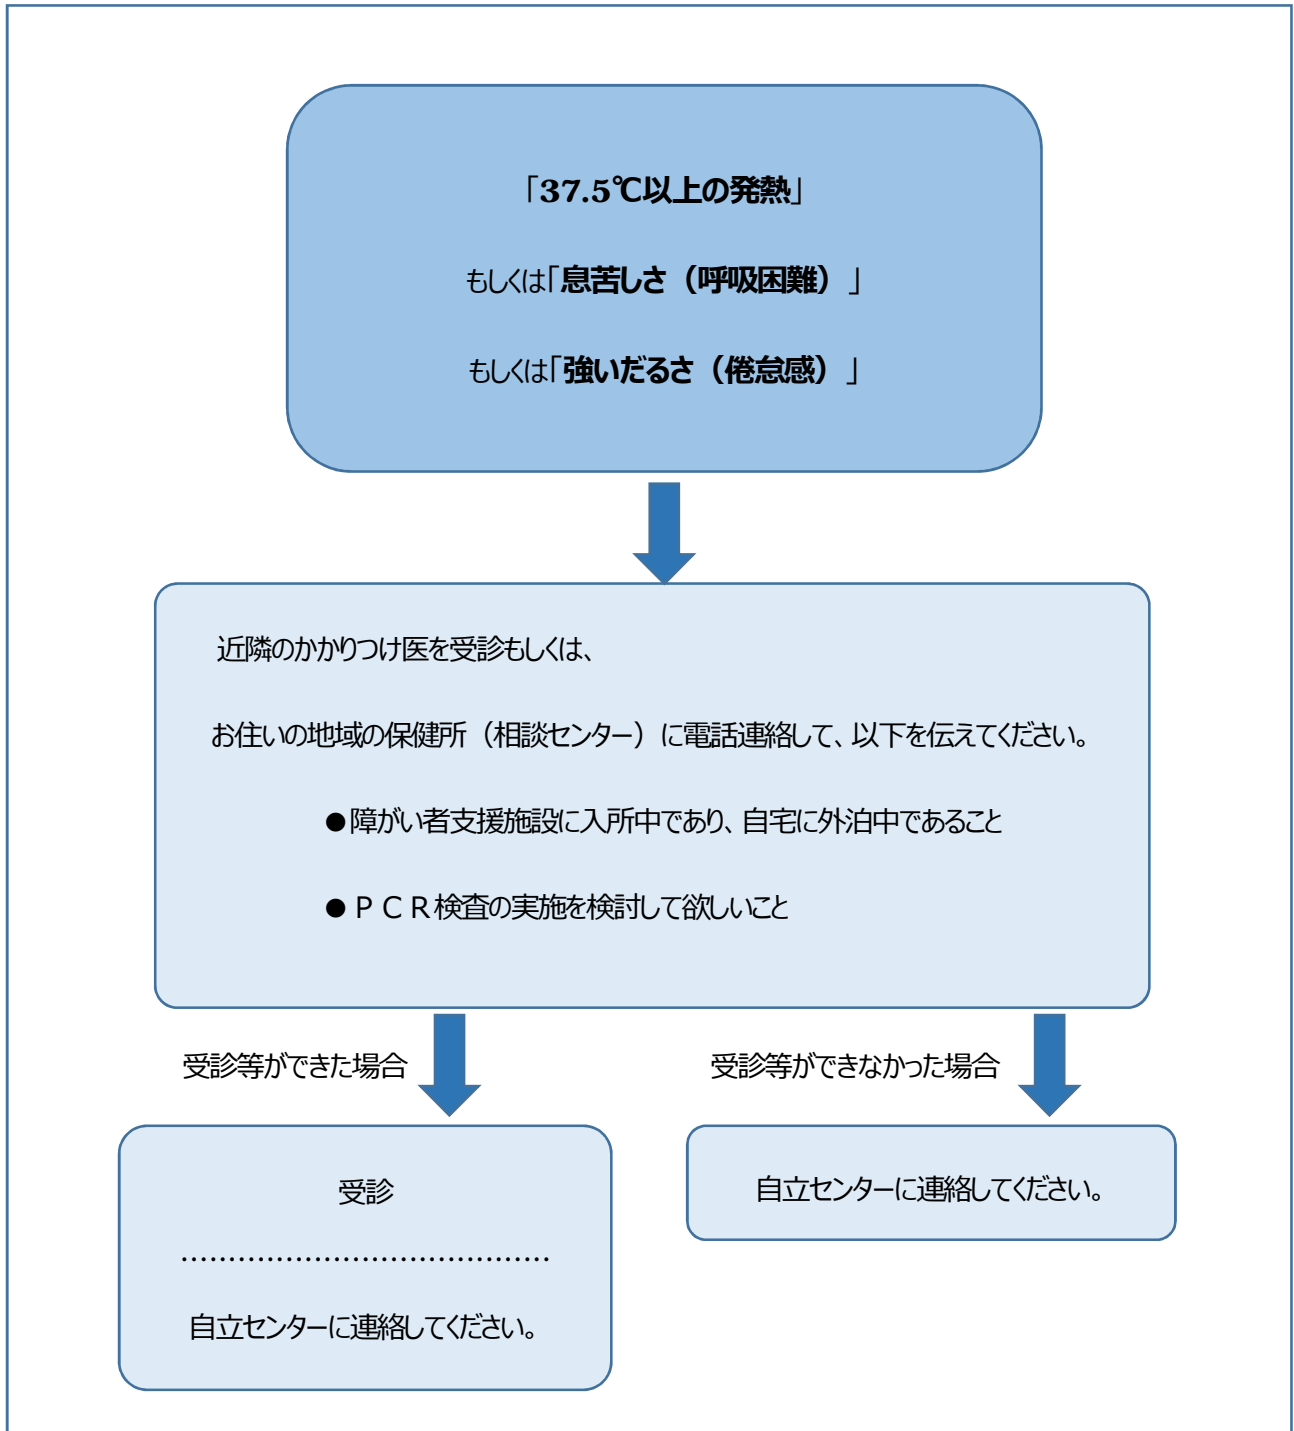 「37.5℃以上の発熱」
もしくは「息苦しさ（呼吸困難）」
もしくは「強いだるさ（倦怠感）」
近隣のかかりつけ医を受診もしくは、
お住いの地域の保健所（相談センター）に電話連絡して、以下を伝えてください。
●障がい者支援施設に入所中であり、自宅に外泊中であること
●ＰＣＲ検査の実施を検討して欲しいこと
受診等ができた場合
受診等ができなかった場合
受診
…………………………………
自立センターに連絡してください。
自立センターに連絡してください。